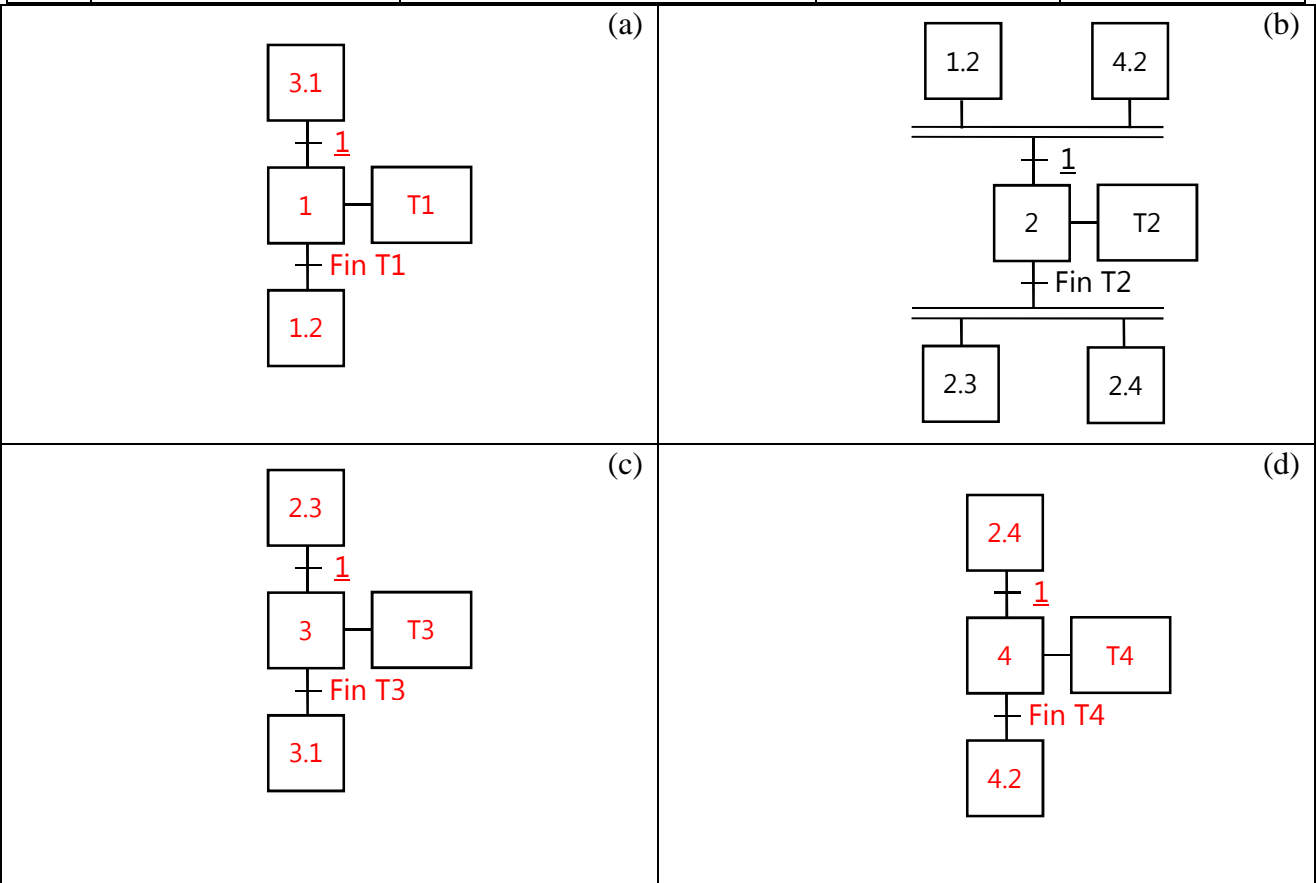 (a)
3.1
1
1 T1
Fin T1
1.2
(b)
1.2 4.2
1
2 T2
Fin T2
2.3 2.4
(c)
2.3
1
3 T3
Fin T3
3.1
(d)
2.4
1
4 T4
Fin T4
4.2